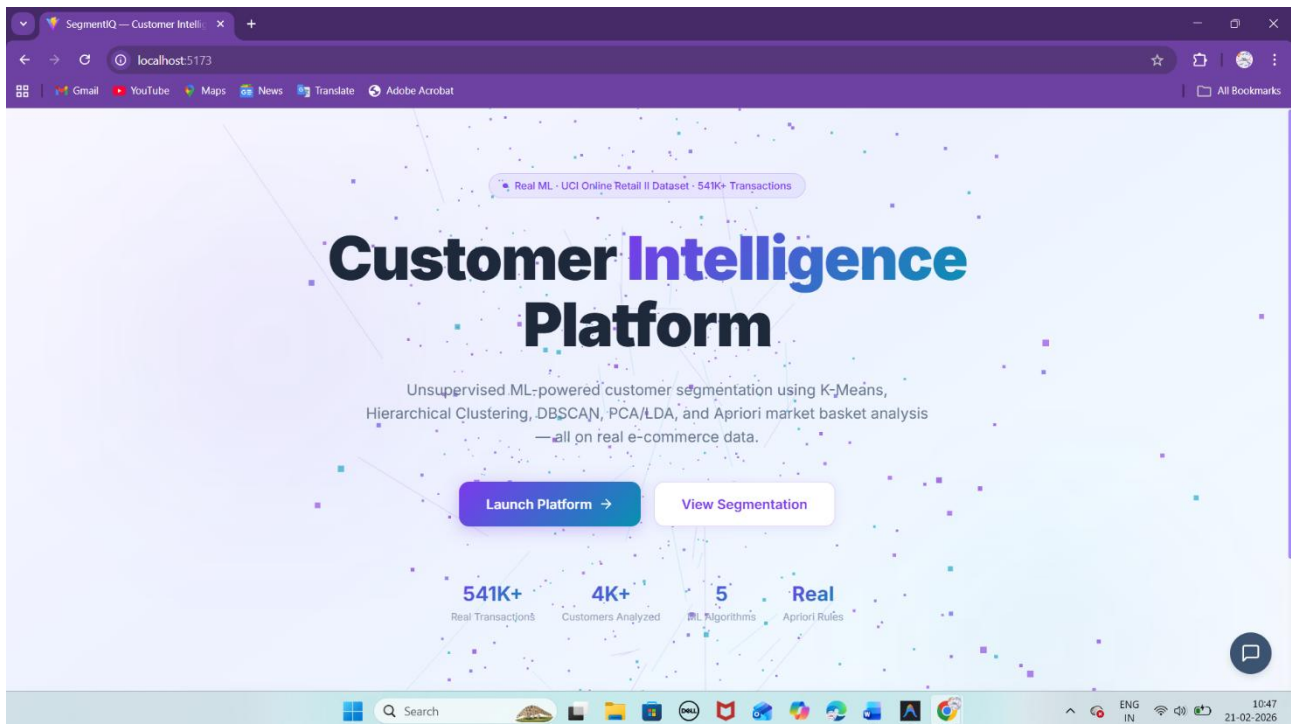 SegmentIQ — Customer Intelli
localhost:5173
Gmail YouTube Maps News Translate Adobe Acrobat All Bookmarks
Real ML · UCI Online Retail II Dataset · 541K+ Transactions
Customer Intelligence
Platform
Unsupervised ML-powered customer segmentation using K-Means,
Hierarchical Clustering, DBSCAN, PCA/LDA, and Apriori market basket analysis
— all on real e-commerce data.
Launch Platform → View Segmentation
541K+ 4K+ 5 Real
Real Transactions Customers Analyzed ML Algorithms Apriori Rules
Search DELL ENG 10:47
IN 21-02-2026